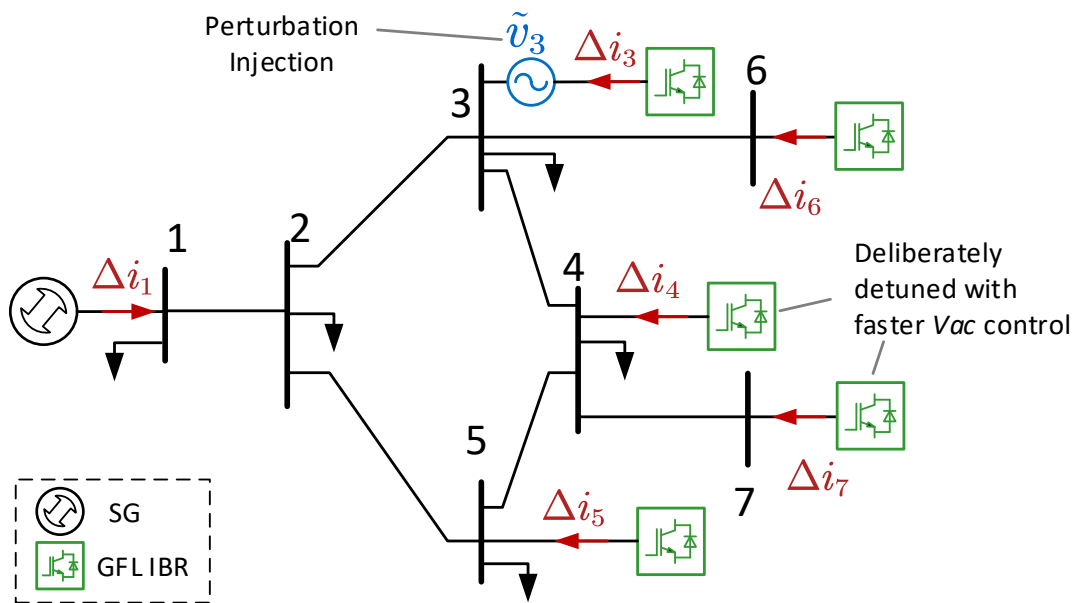 Perturbation
Injection
ṽ₃
Δi₃
6
3
Δi₆
1
2
Δi₁
4
Δi₄
Deliberately
detuned with
faster Vac control
5
Δi₇
7
Δi₅
SG
GFL IBR